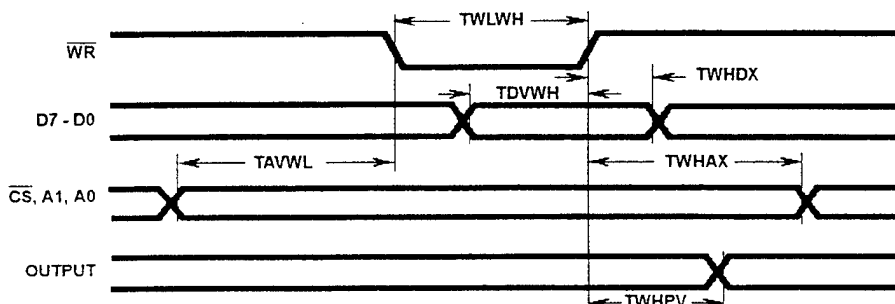 TWLWH
WR
TWHDX
TDVWH
D7 - D0
TAVWL
TWHAX
CS, A1, A0
OUTPUT
TWHPV